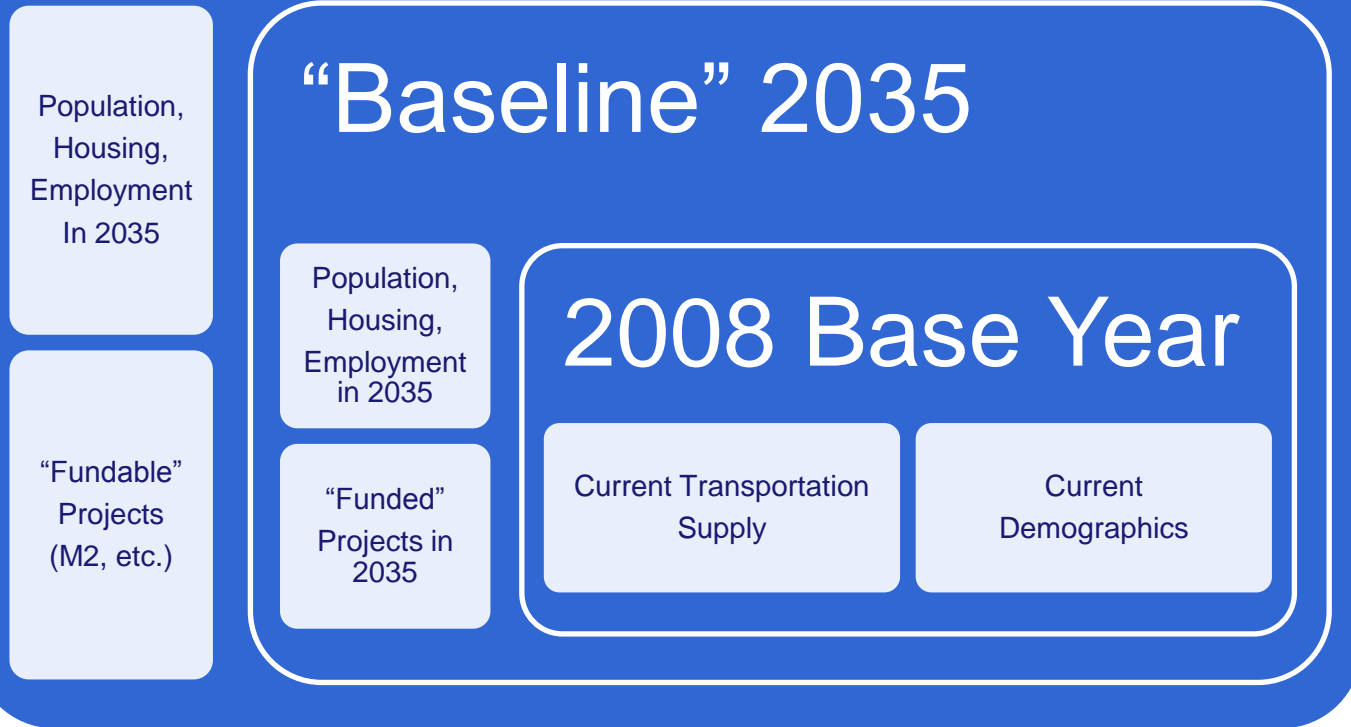 Population,
Housing,
Employment
In 2035
“Fundable”
Projects
(M2, etc.)
“Baseline” 2035
Population,
Housing,
Employment
in 2035
“Funded”
Projects in
2035
2008 Base Year
Current Transportation
Supply
Current
Demographics